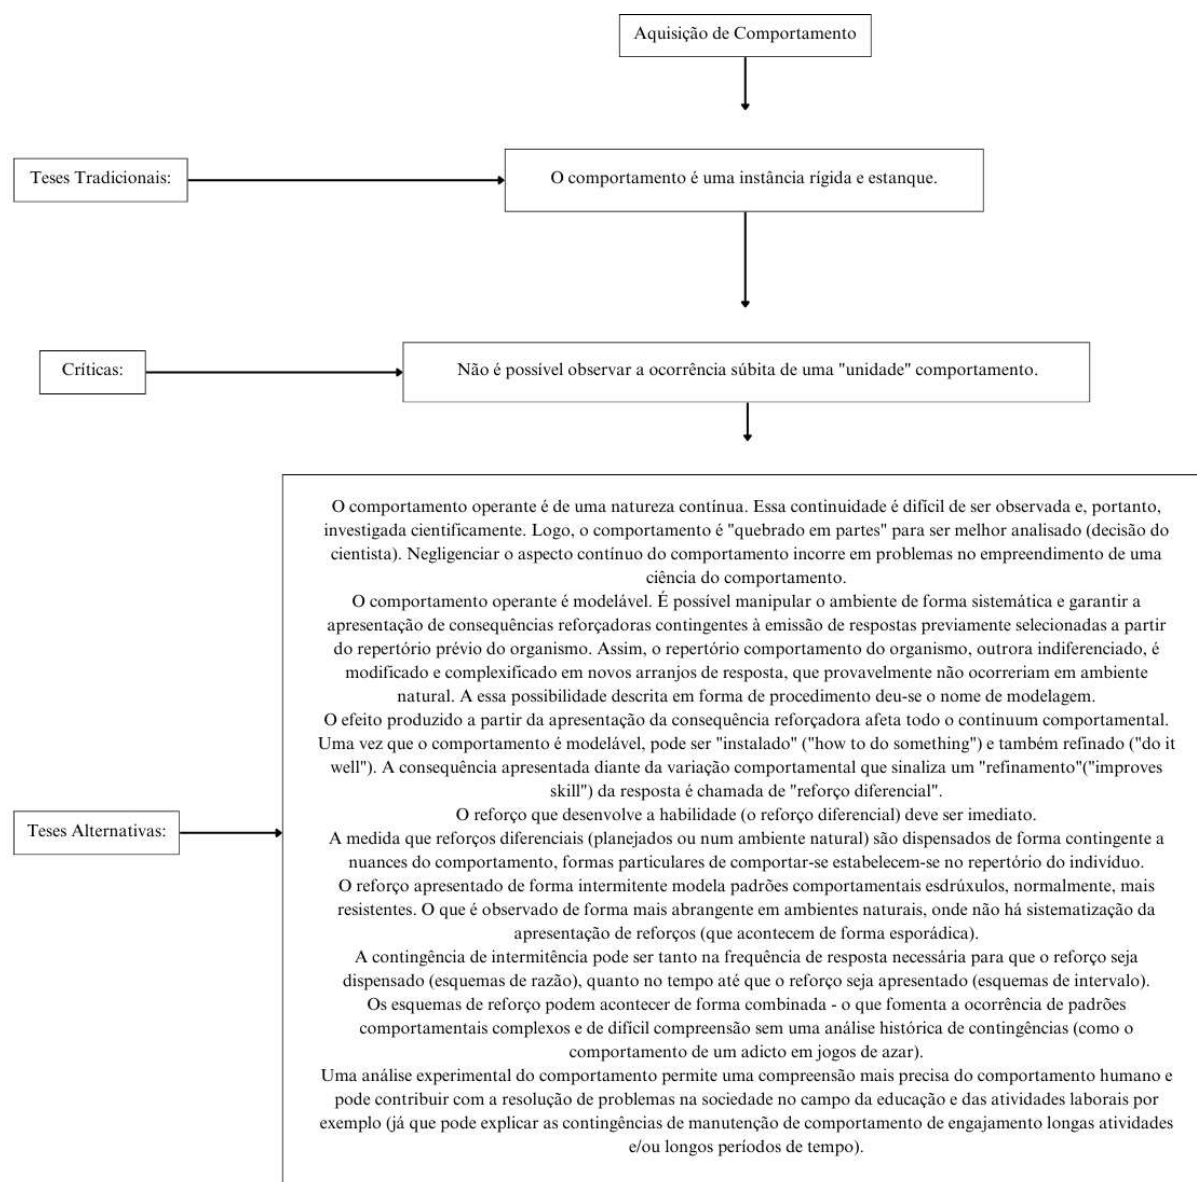 Aquisição de Comportamento
Teses Tradicionais:
O comportamento é uma instância rígida e estanque.
Críticas:
Não é possível observar a ocorrência súbita de uma "unidade" comportamento.
O comportamento operante é de uma natureza contínua. Essa continuidade é difícil de ser observada e, portanto,
investigada cientificamente. Logo, o comportamento é "quebrado em partes" para ser melhor analisado (decisão do
cientista). Negligenciar o aspecto contínuo do comportamento incorre em problemas no empreendimento de uma
ciência do comportamento.
O comportamento operante é modelável. É possível manipular o ambiente de forma sistemática e garantir a
apresentação de consequências reforçadoras contingentes à emissão de respostas previamente selecionadas a partir
do repertório prévio do organismo. Assim, o repertório comportamento do organismo, outrora indiferenciado, é
modificado e complexificado em novos arranjos de resposta, que provavelmente não ocorreriam em ambiente
natural. A essa possibilidade descrita em forma de procedimento deu-se o nome de modelagem.
O efeito produzido a partir da apresentação da consequência reforçadora afeta todo o continuum comportamental.
Uma vez que o comportamento é modelável, pode ser "instalado" ("how to do something") e também refinado ("do it
well"). A consequência apresentada diante da variação comportamental que sinaliza um "refinamento"("improves
skill") da resposta é chamada de "reforço diferencial".
O reforço que desenvolve a habilidade (o reforço diferencial) deve ser imediato.
Teses Alternativas:
A medida que reforços diferenciais (planejados ou num ambiente natural) são dispensados de forma contingente a
nuances do comportamento, formas particulares de comportar-se estabelecem-se no repertório do indivíduo.
O reforço apresentado de forma intermitente modela padrões comportamentais esdrúxulos, normalmente, mais
resistentes. O que é observado de forma mais abrangente em ambientes naturais, onde não há sistematização da
apresentação de reforços (que acontecem de forma esporádica).
A contingência de intermitência pode ser tanto na frequência de resposta necessária para que o reforço seja
dispensado (esquemas de razão), quanto no tempo até que o reforço seja apresentado (esquemas de intervalo).
Os esquemas de reforço podem acontecer de forma combinada - o que fomenta a ocorrência de padrões
comportamentais complexos e de difícil compreensão sem uma análise histórica de contingências (como o
comportamento de um adicto em jogos de azar).
Uma análise experimental do comportamento permite uma compreensão mais precisa do comportamento humano e
pode contribuir com a resolução de problemas na sociedade no campo da educação e das atividades laborais por
exemplo (já que pode explicar as contingências de manutenção de comportamento de engajamento longas atividades
e/ou longos períodos de tempo).